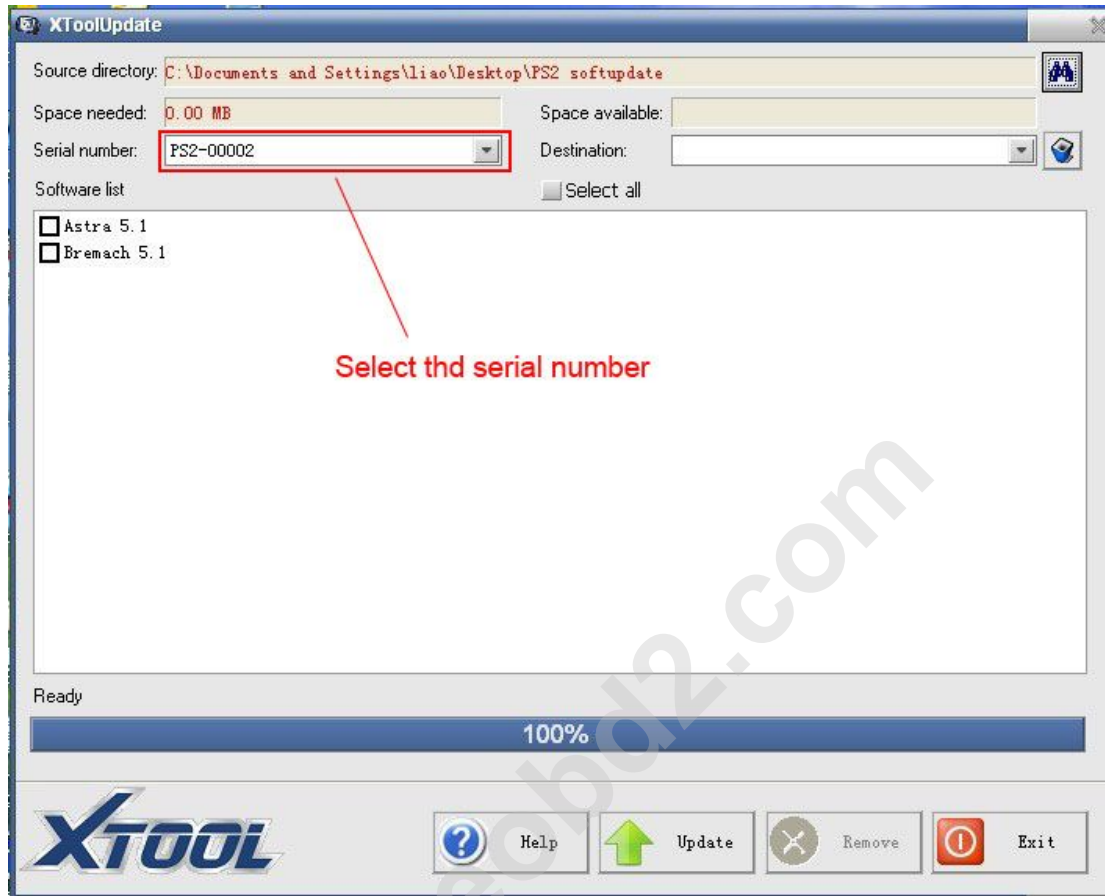 XToolUpdate
Source directory: C:\Documents and Settings\liao\Desktop\PS2 softupdate
Space needed: 0.00 MB Space available:
Serial number: PS2-00002 Destination:
Software list Select all
Astra 5.1
Bremach 5.1
Select thd serial number
Ready
100%
XTOOL Help Update Remove Exit
eobd2.com